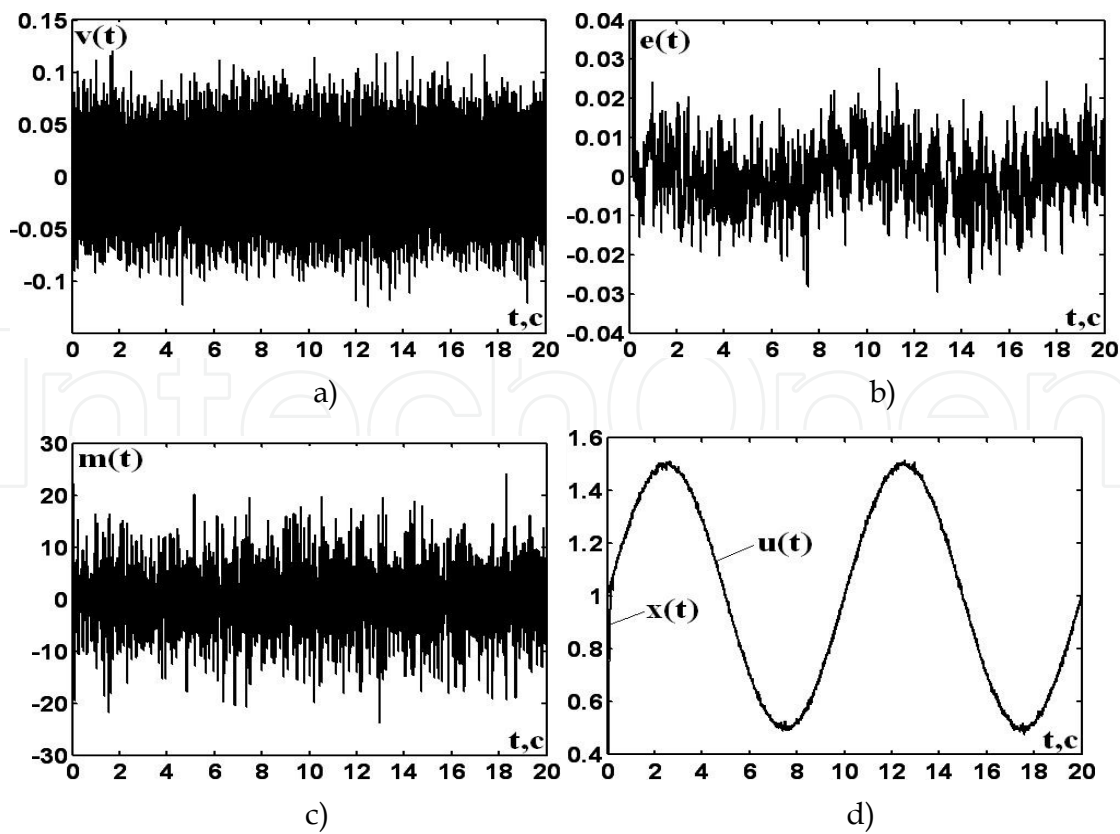 0.15
v(t)
0.1
0.05
0
-0.05
-0.1
t,c
0 2 4 6 8 10 12 14 16 18 20
a)
0.04
e(t)
0.03
0.02
0.01
0
-0.01
-0.02
-0.03
-0.04
t,c
0 2 4 6 8 10 12 14 16 18 20
b)
30
m(t)
20
10
0
-10
-20
-30
t,c
0 2 4 6 8 10 12 14 16 18 20
c)
1.6
1.4
1.2
u(t)
1
x(t)
0.8
0.6
0.4
t,c
0 2 4 6 8 10 12 14 16 18 20
d)
IntechOpen